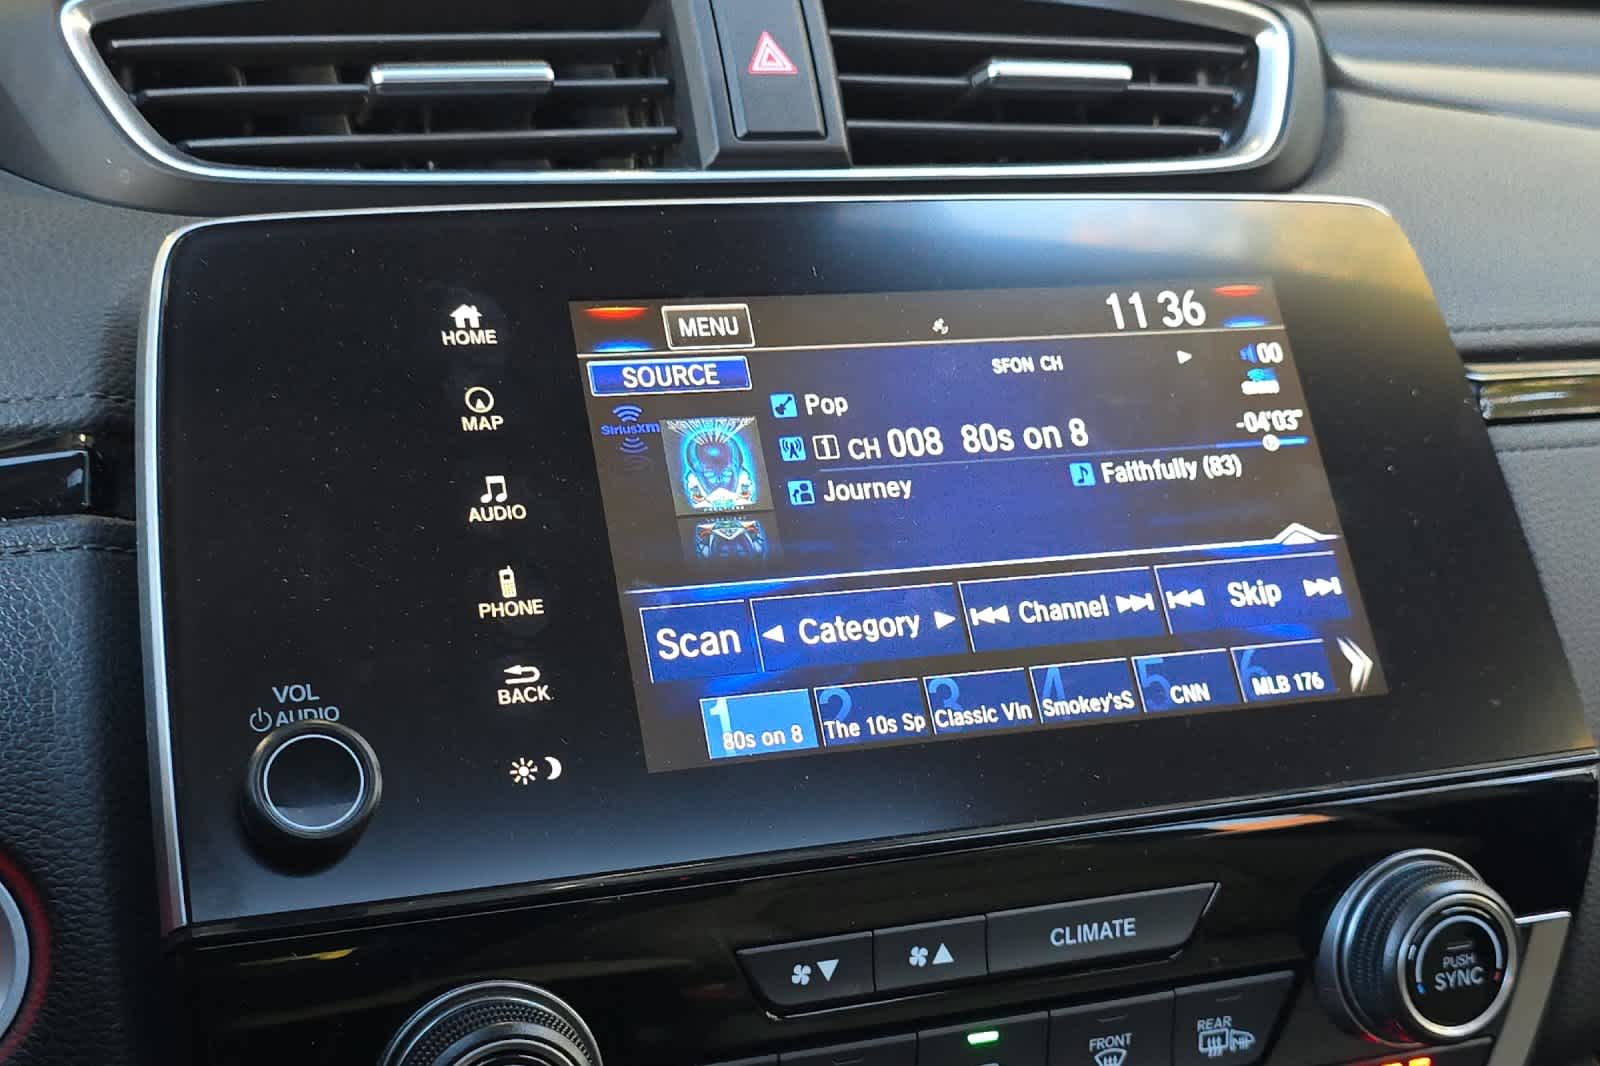 HOME
MAP
AUDIO
PHONE
BACK
VOL
AUDIO
MENU
11 36
SOURCE
SFON CH
00
siriusxm
Pop
-04'03"
1 CH 008 80s on 8
Journey
Faithfully (83)
Scan
Category
Channel
Skip
1 80s on 8
2 The 10s Sp
3 Classic Vin
4 Smokey'sS
5 CNN
6 MLB 176
CLIMATE
PUSH
SYNC
FRONT
REAR